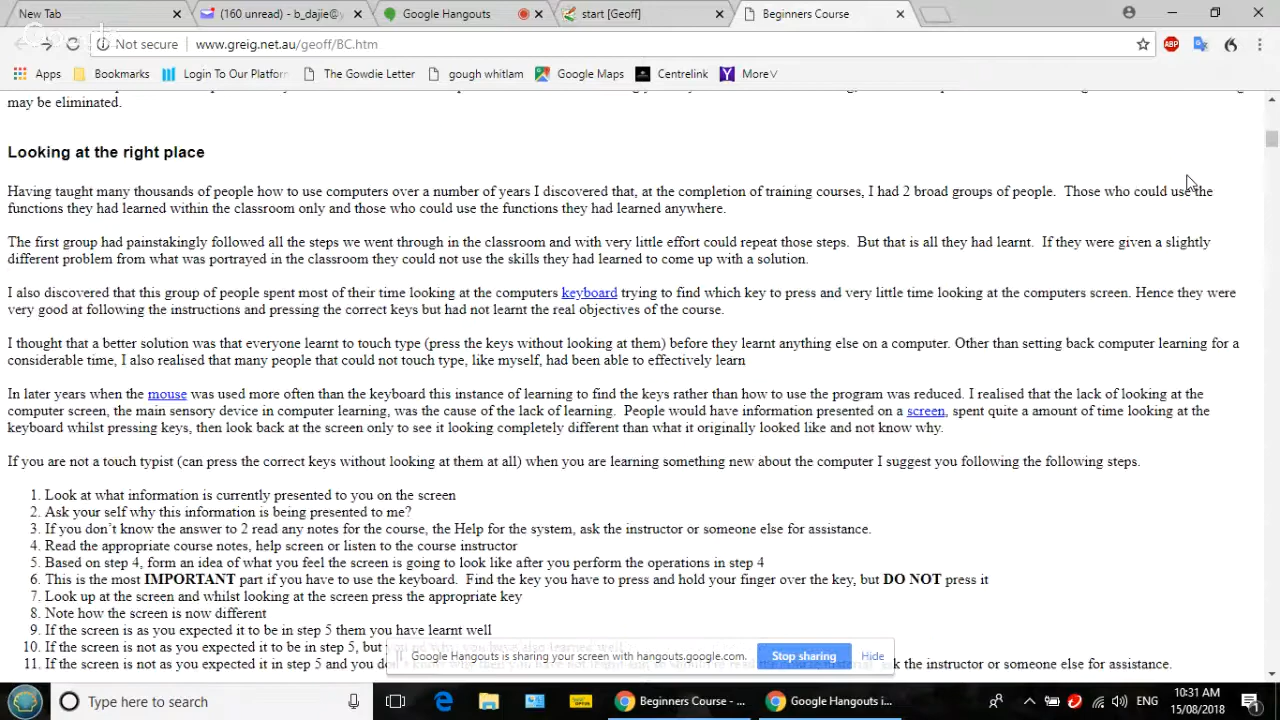 New Tab
(160 unread) - b_dajie@y
Google Hangouts
start [Geoff]
Beginners Course
Google
Not secure
www.greig.net.au/geoff/BC.htm
Apps
Bookmarks
Login To Our Platform
The Gowdie Letter
gough whitlam
Google Maps
Centrelink
More∨
may be eliminated.
Looking at the right place
Having taught many thousands of people how to use computers over a number of years I discovered that, at the completion of training courses, I had 2 broad groups of people. Those who could use the
functions they had learned within the classroom only and those who could use the functions they had learned anywhere.
The first group had painstakingly followed all the steps we went through in the classroom and with very little effort could repeat those steps. But that is all they had learnt. If they were given a slightly
different problem from what was portrayed in the classroom they could not use the skills they had learned to come up with a solution.
I also discovered that this group of people spent most of their time looking at the computers keyboard trying to find which key to press and very little time looking at the computers screen. Hence they were
very good at following the instructions and pressing the correct keys but had not learnt the real objectives of the course.
I thought that a better solution was that everyone learnt to touch type (press the keys without looking at them) before they learnt anything else on a computer. Other than setting back computer learning for a
considerable time, I also realised that many people that could not touch type, like myself, had been able to effectively learn
In later years when the mouse was used more often than the keyboard this instance of learning to find the keys rather than how to use the program was reduced. I realised that the lack of looking at the
computer screen, the main sensory device in computer learning, was the cause of the lack of learning. People would have information presented on a screen, spent quite a amount of time looking at the
keyboard whilst pressing keys, then look back at the screen only to see it looking completely different than what it originally looked like and not know why.
If you are not a touch typist (can press the correct keys without looking at them at all) when you are learning something new about the computer I suggest you following the following steps.
1. Look at what information is currently presented to you on the screen
2. Ask your self why this information is being presented to me?
3. If you don't know the answer to 2 read any notes for the course, the Help for the system, ask the instructor or someone else for assistance.
4. Read the appropriate course notes, help screen or listen to the course instructor
5. Based on step 4, form an idea of what you feel the screen is going to look like after you perform the operations in step 4
6. This is the most IMPORTANT part if you have to use the keyboard. Find the key you have to press and hold your finger over the key, but DO NOT press it
7. Look up at the screen and whilst looking at the screen press the appropriate key
8. Note how the screen is now different
9. If the screen is as you expected it to be in step 5 them you have learnt well
10. If the screen is not as you expected it to be in step 5, but
11. If the screen is not as you expected it in step 5 and you do ask the instructor or someone else for assistance.
Google Hangouts is sharing your screen with hangouts.google.com.
Stop sharing
Hide
Type here to search
Beginners Course - ...
Google Hangouts i...
ENG
10:31 AM
15/08/2018
1